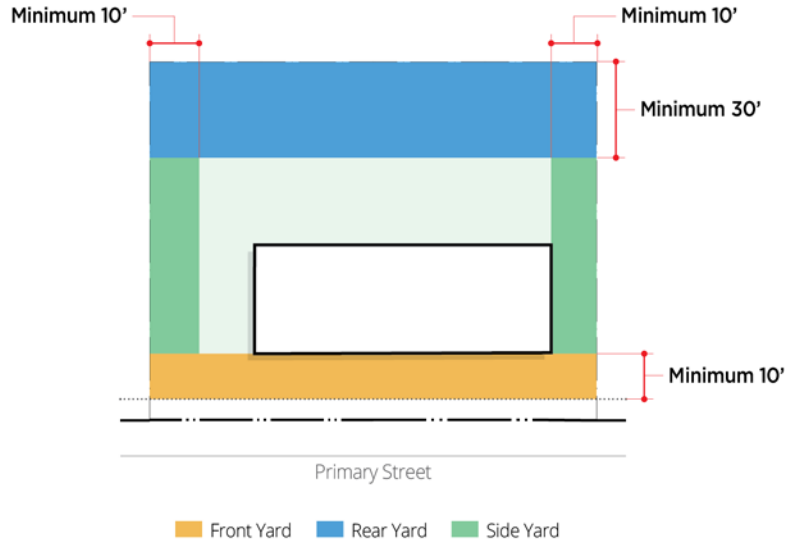 Minimum 10’
Minimum 10’
Minimum 30’
Minimum 10’
Primary Street
Front Yard
Rear Yard
Side Yard